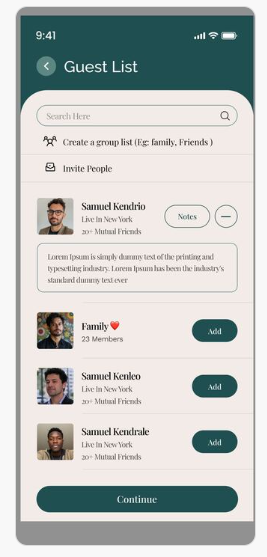 9:41
Guest List
Search Here
Create a group list (Eg: family, Friends )
Invite People
Samuel Kendrio
Live In New York
20+ Mutual Friends
Notes
Lorem Ipsum is simply dummy text of the printing and
typesetting industry. Lorem Ipsum has been the industry's
standard dummy text ever
Family ❤️
23 Members
Add
Samuel Kenleo
Live In New York
20+ Mutual Friends
Add
Samuel Kendrale
Live In New York
20+ Mutual Friends
Add
Continue